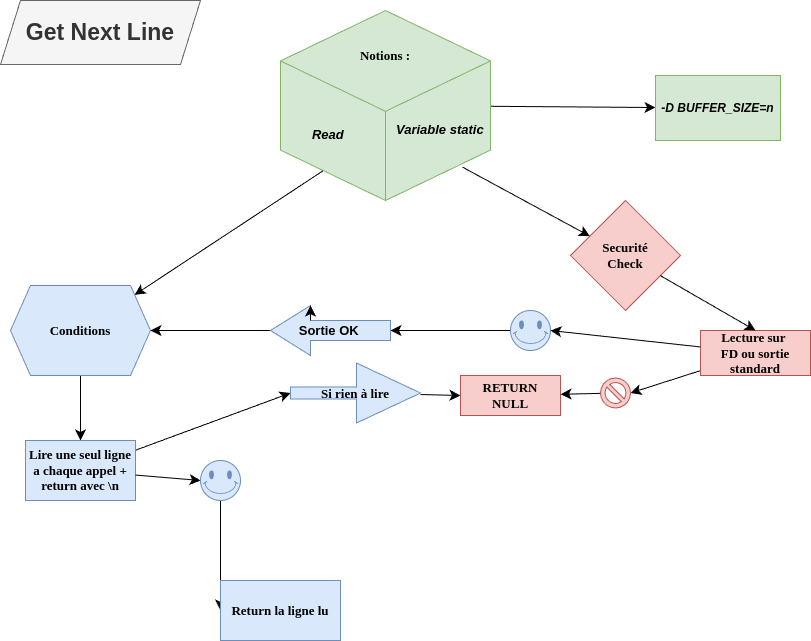 Get Next Line
Notions :
Read
Variable static
-D BUFFER_SIZE=n
Securité
Check
Conditions
Sortie OK
Lecture sur
FD ou sortie
standard
Si rien à lire
RETURN
NULL
Lire une seul ligne
a chaque appel +
return avec \n
Return la ligne lu